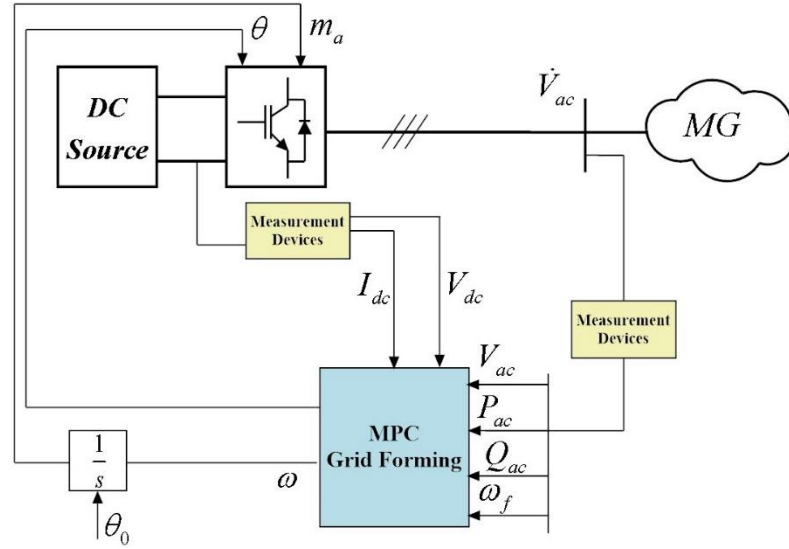 θ
m_a
DC
Source
V̇_ac
MG
Measurement
Devices
I_dc
V_dc
Measurement
Devices
V_ac
P_ac
Q_ac
ω_f
MPC
Grid Forming
1
s
ω
θ_0